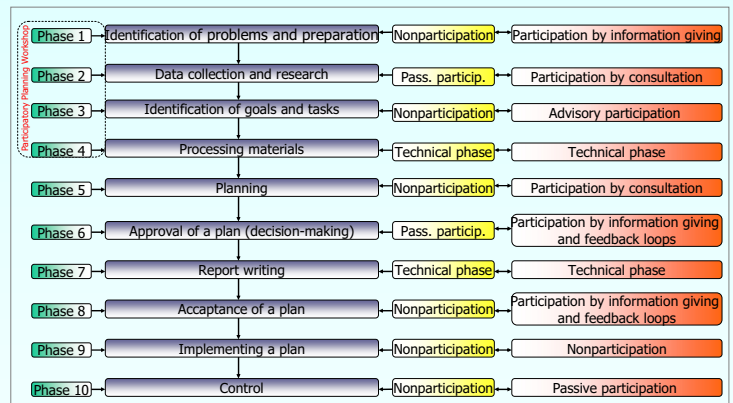 Participatory Planning Workshop
Phase 1 Identification of problems and preparation Nonparticipation Participation by information giving
Phase 2 Data collection and research Pass. particip. Participation by consultation
Phase 3 Identification of goals and tasks Nonparticipation Advisory participation
Phase 4 Processing materials Technical phase Technical phase
Phase 5 Planning Nonparticipation Participation by consultation
Phase 6 Approval of a plan (decision-making) Pass. particip. Participation by information giving
and feedback loops
Phase 7 Report writing Technical phase Technical phase
Phase 8 Accaptance of a plan Nonparticipation Participation by information giving
and feedback loops
Phase 9 Implementing a plan Nonparticipation Nonparticipation
Phase 10 Control Nonparticipation Passive participation